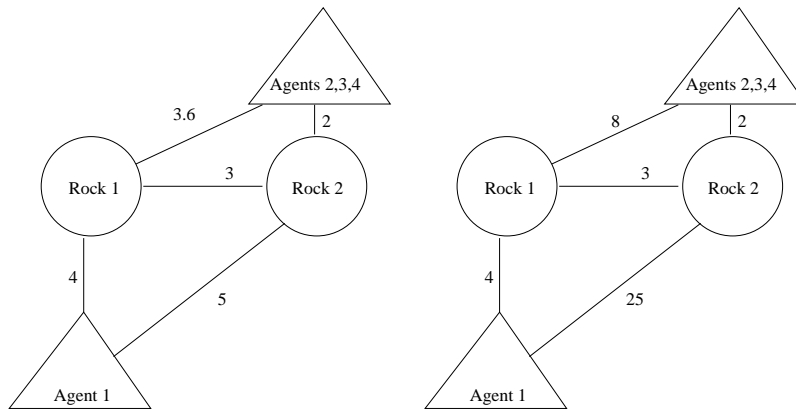 Agents 2,3,4
3.6
2
Rock 1
3
Rock 2
4
5
Agent 1
Agents 2,3,4
8
2
Rock 1
3
Rock 2
4
25
Agent 1